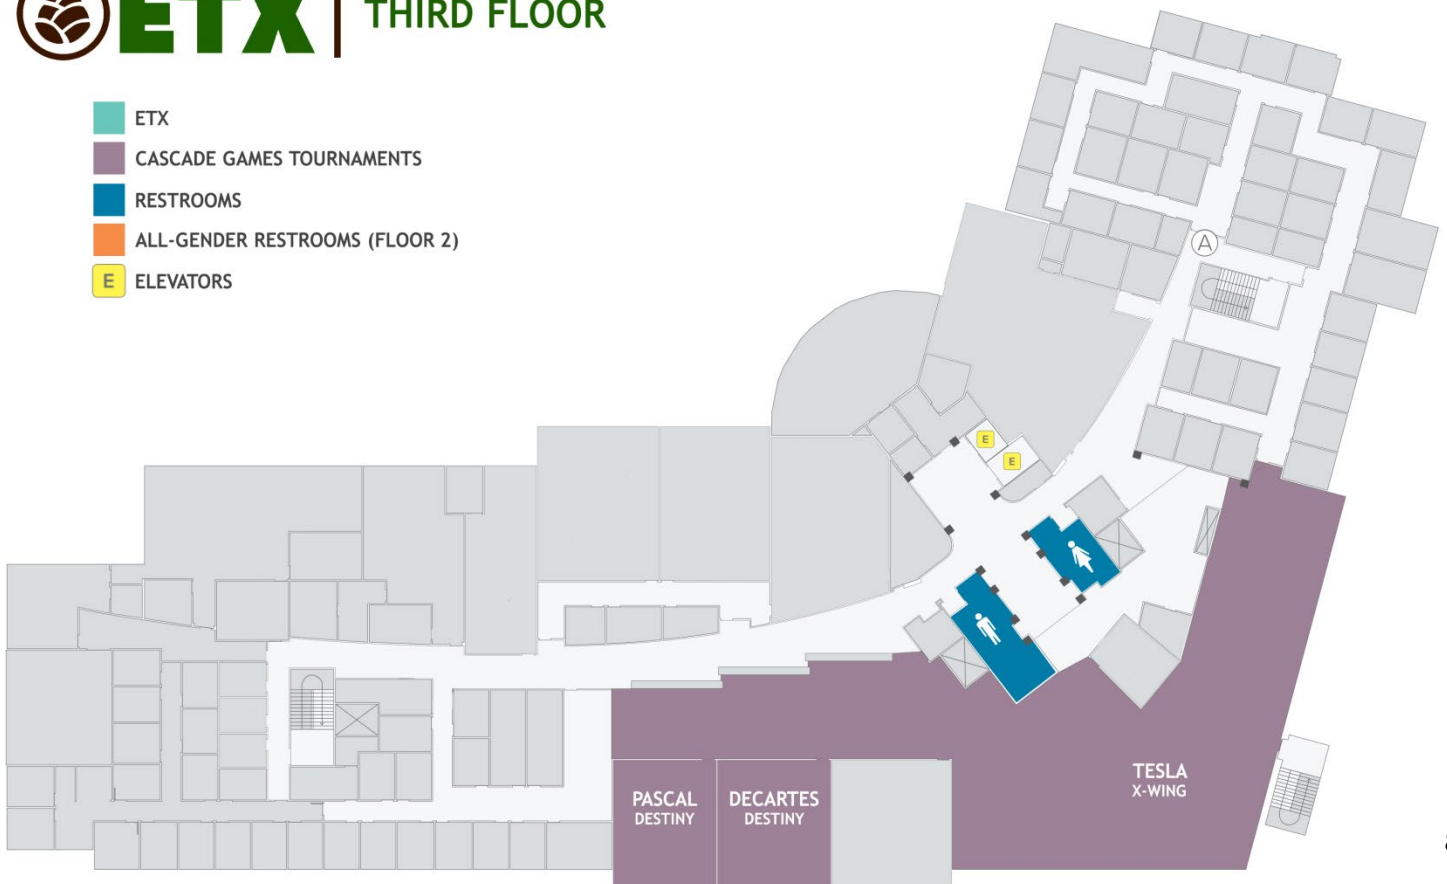 ETX
THIRD FLOOR
ETX
CASCADE GAMES TOURNAMENTS
RESTROOMS
ALL-GENDER RESTROOMS (FLOOR 2)
E ELEVATORS
A
E
E
TESLA
X-WING
PASCAL
DESTINY
DECARTES
DESTINY